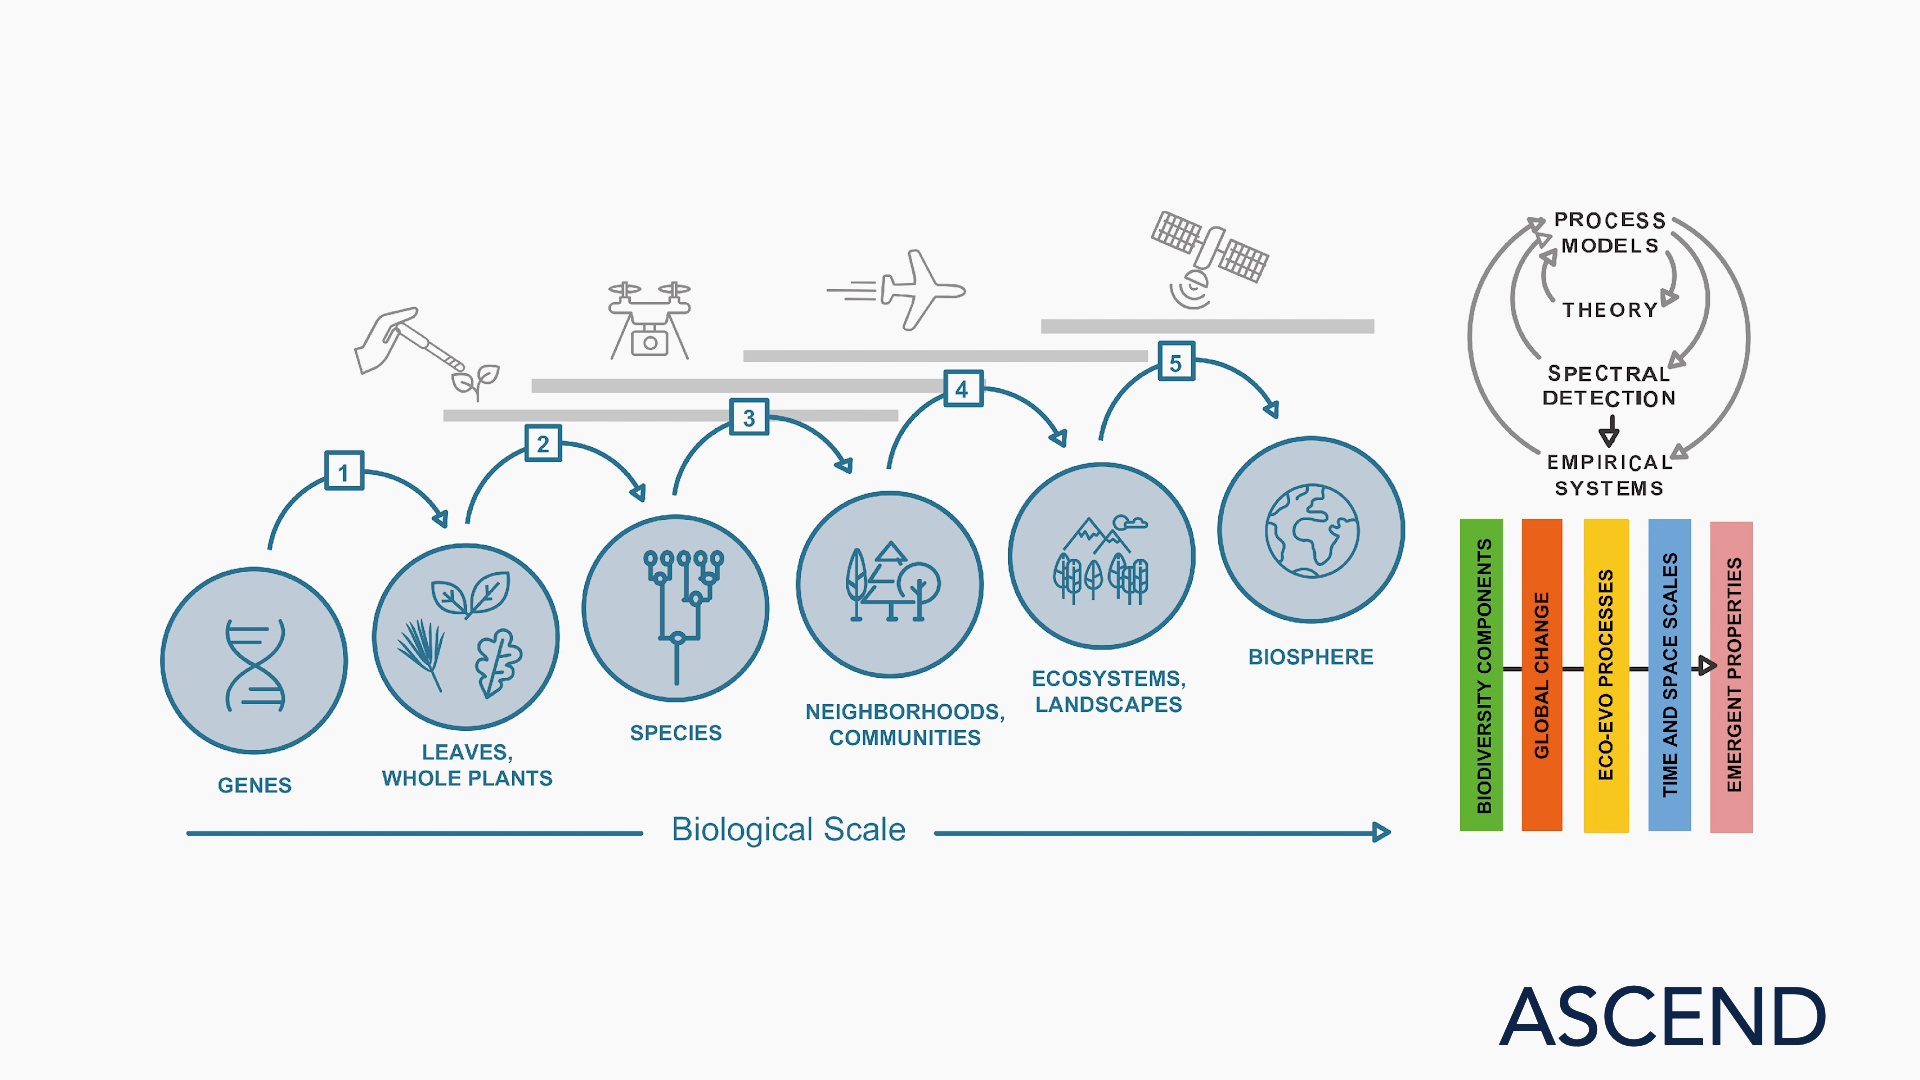 1
2
3
4
5
GENES
LEAVES,
WHOLE PLANTS
SPECIES
NEIGHBORHOODS,
COMMUNITIES
ECOSYSTEMS,
LANDSCAPES
BIOSPHERE
Biological Scale
PROCESS
MODELS
THEORY
SPECTRAL
DETECTION
EMPIRICAL
SYSTEMS
BIODIVERSITY COMPONENTS
GLOBAL CHANGE
ECO-EVO PROCESSES
TIME AND SPACE SCALES
EMERGENT PROPERTIES
ASCEND